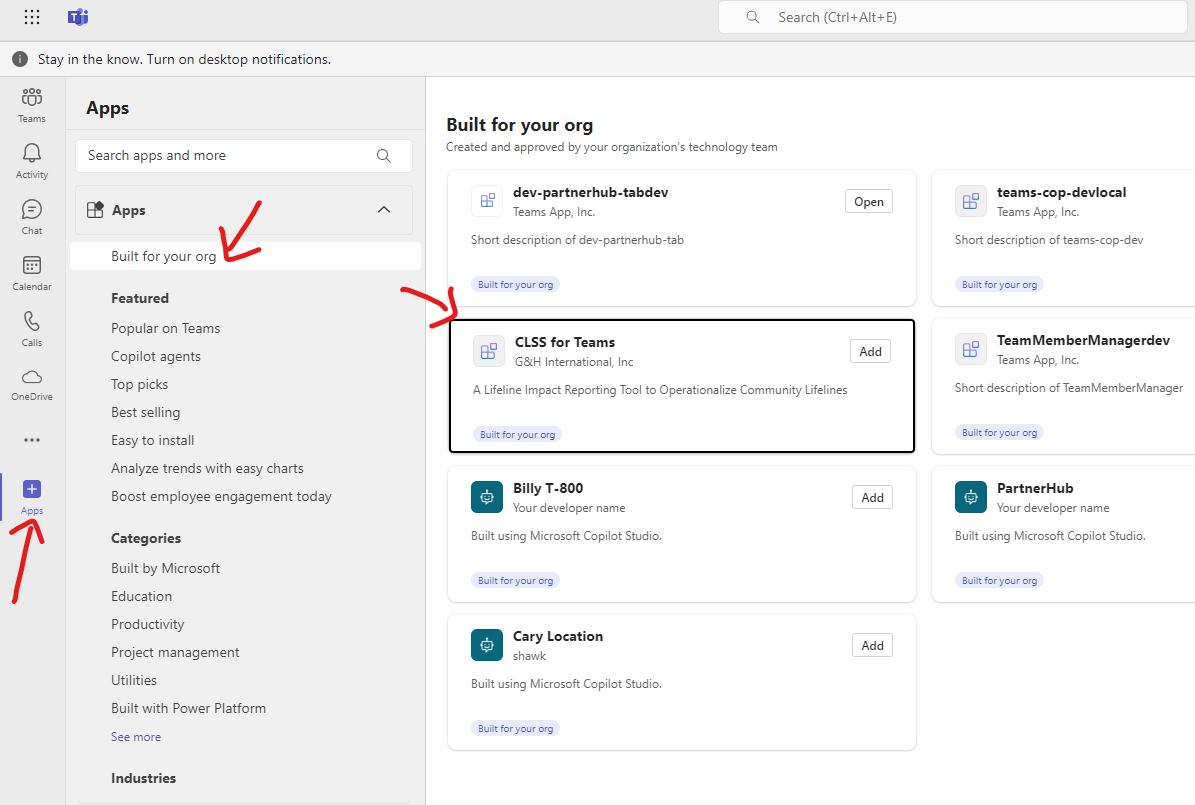 Search (Ctrl+Alt+E)
Stay in the know. Turn on desktop notifications.
Teams
Activity
Chat
Calendar
Calls
OneDrive
Apps
Apps
Search apps and more
Apps
Built for your org
Featured
Popular on Teams
Copilot agents
Top picks
Best selling
Easy to install
Analyze trends with easy charts
Boost employee engagement today
Categories
Built by Microsoft
Education
Productivity
Project management
Utilities
Built with Power Platform
See more
Industries
Built for your org
Created and approved by your organization's technology team
dev-partnerhub-tabdev
Teams App, Inc.
Open
Short description of dev-partnerhub-tab
Built for your org
teams-cop-devlocal
Teams App, Inc.
Short description of teams-cop-dev
Built for your org
CLSS for Teams
G&H International, Inc
Add
A Lifeline Impact Reporting Tool to Operationalize Community Lifelines
Built for your org
TeamMemberManagerdev
Teams App, Inc.
Short description of TeamMemberManager
Built for your org
Billy T-800
Your developer name
Add
Built using Microsoft Copilot Studio.
Built for your org
PartnerHub
Your developer name
Built using Microsoft Copilot Studio.
Built for your org
Cary Location
shawk
Add
Built using Microsoft Copilot Studio.
Built for your org